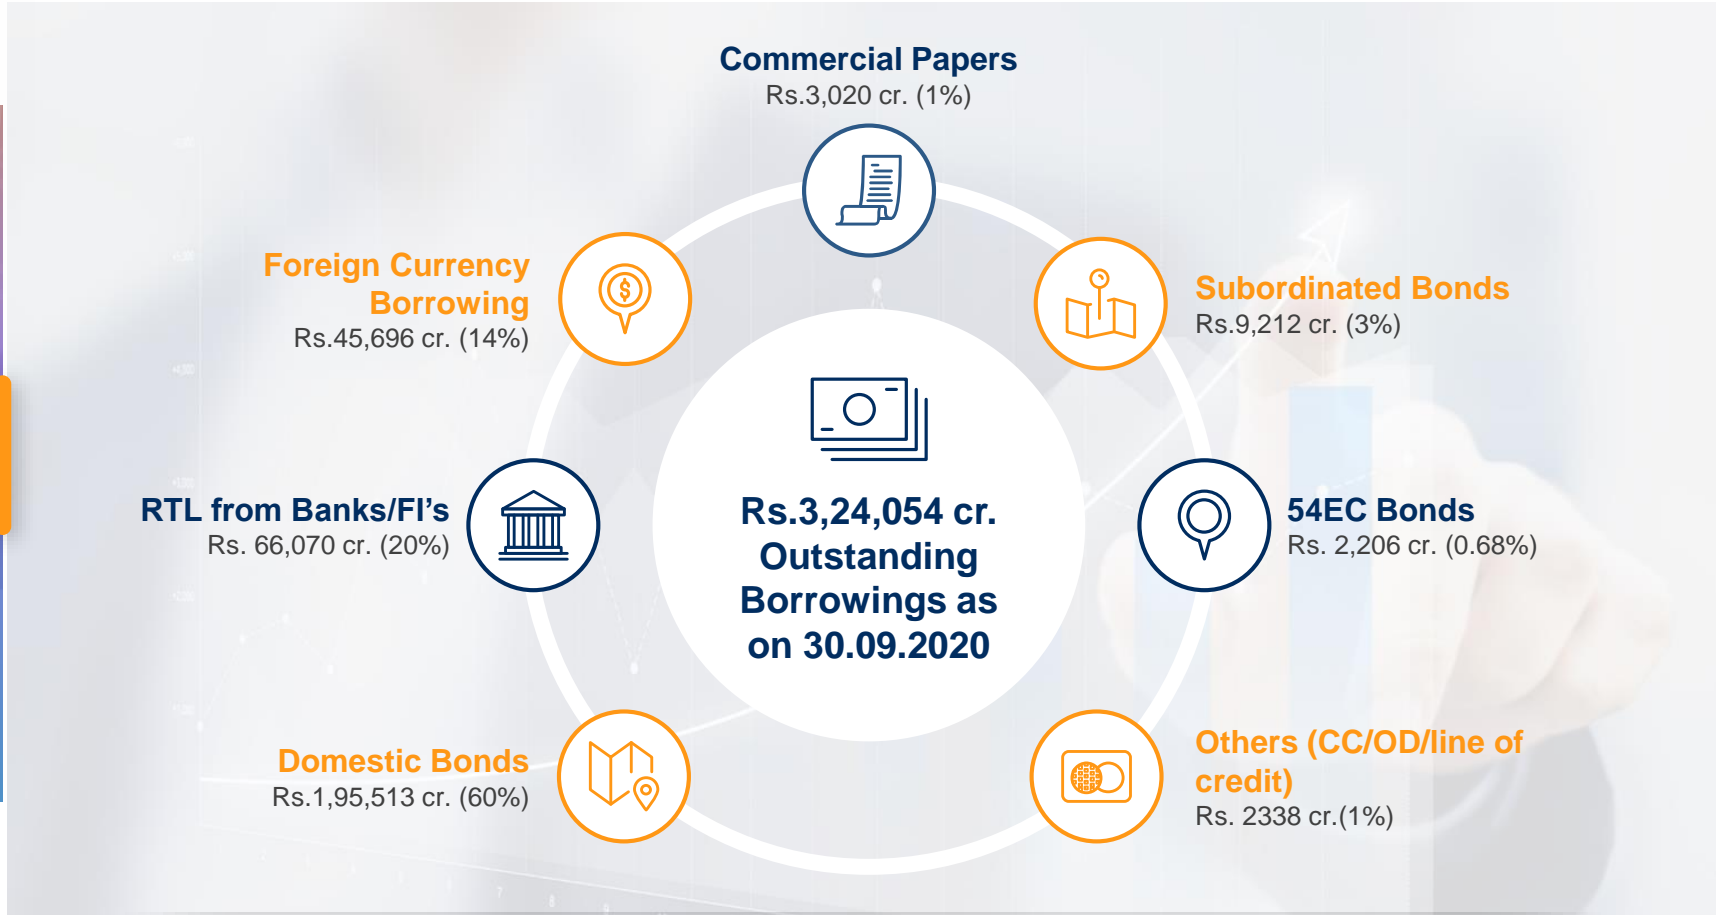 Commercial Papers
Rs.3,020 cr. (1%)
Foreign Currency
Borrowing
Rs.45,696 cr. (14%)
Subordinated Bonds
Rs.9,212 cr. (3%)
RTL from Banks/FI's
Rs. 66,070 cr. (20%)
Rs.3,24,054 cr.
Outstanding
Borrowings as
on 30.09.2020
54EC Bonds
Rs. 2,206 cr. (0.68%)
Domestic Bonds
Rs.1,95,513 cr. (60%)
Others (CC/OD/line of
credit)
Rs. 2338 cr.(1%)